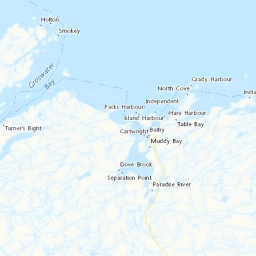 Holton
Smokey
Groswater
Bay
Grady Harbour
North Cove
India
Independent
Packs Harbour
Hare Harbour
Island Harbour
Table Bay
Turner's Bight
Cartwright
Muddy Bay
Dove Brook
Separation Point
Paradise River